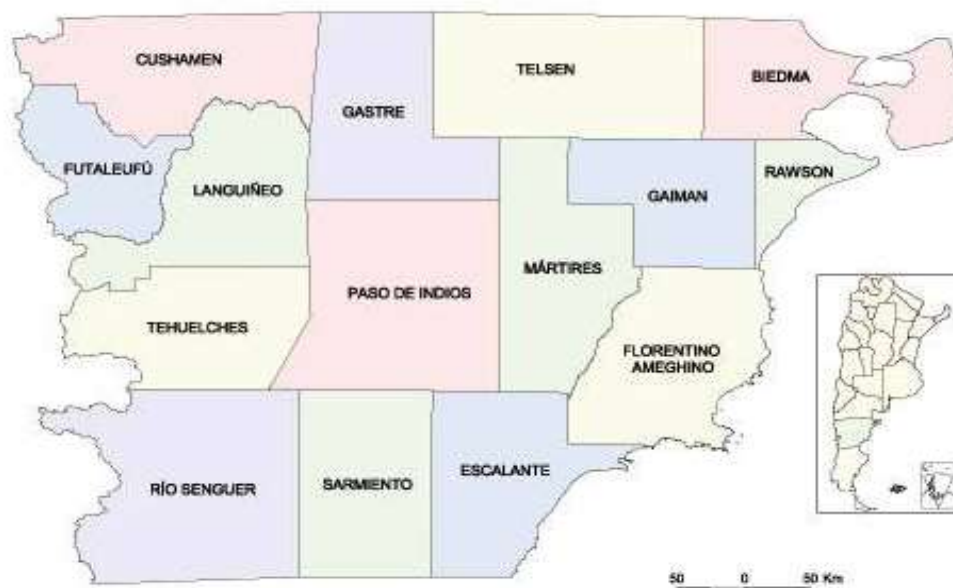 CUSHAMEN
TELSEN
BIEDMA
GASTRE
FUTALEUFÚ
LANGUIÑEO
RAWSON
GAIMAN
MÁRTIRES
PASO DE INDIOS
TEHUELCHES
FLORENTINO
AMEGHINO
RÍO SENGUER
SARMIENTO
ESCALANTE
50 0 50 Km